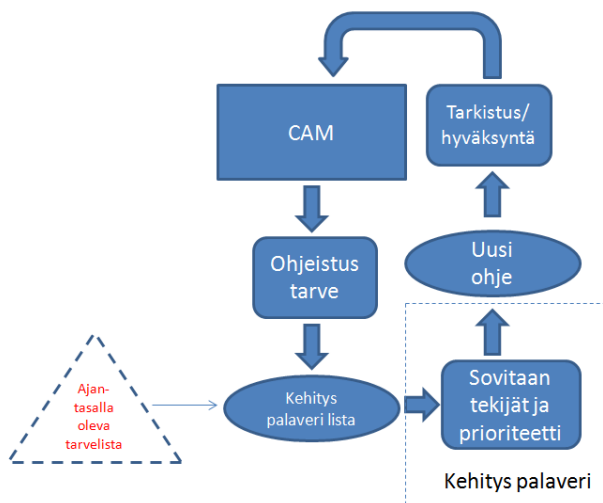 CAM
Tarkistus/
hyväksyntä
Ohjeistus
tarve
Uusi
ohje
Ajan-
tasalla
oleva
tarvelista
Kehitys
palaveri lista
Sovitaan
tekijät ja
prioriteetti
Kehitys palaveri